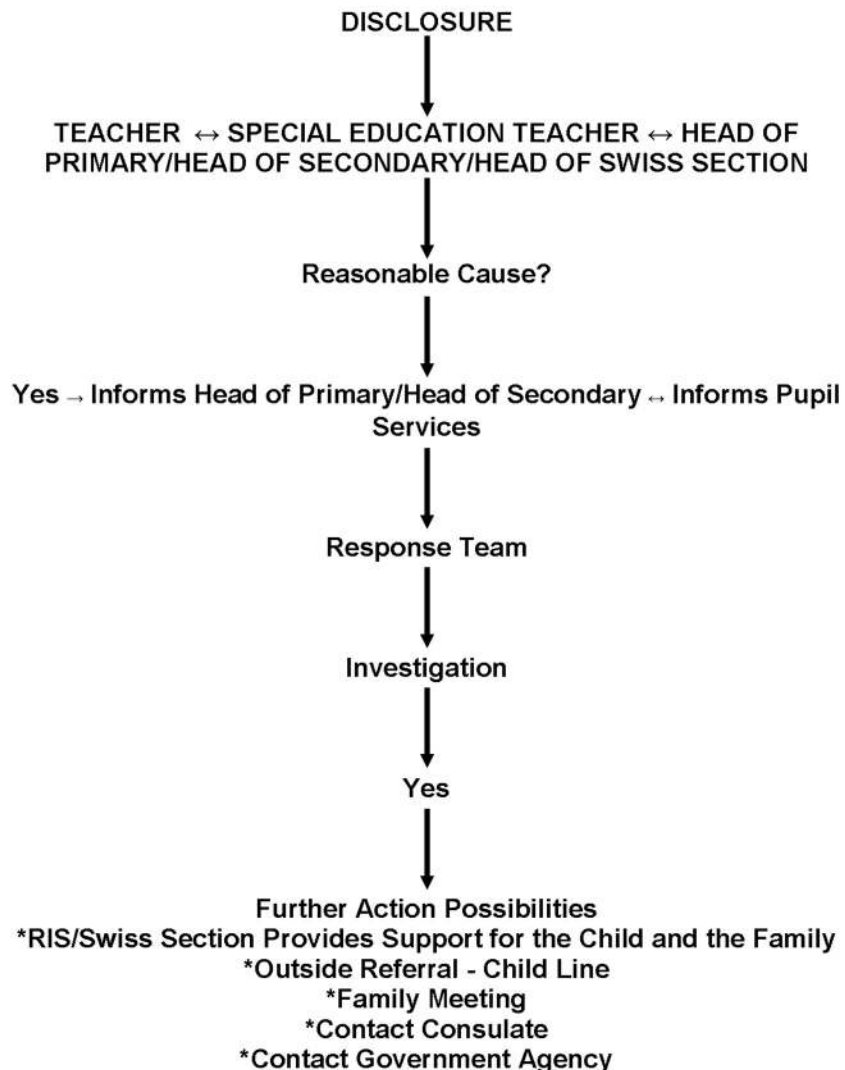 DISCLOSURE
TEACHER ↔ SPECIAL EDUCATION TEACHER ↔ HEAD OF
PRIMARY/HEAD OF SECONDARY/HEAD OF SWISS SECTION
Reasonable Cause?
Yes → Informs Head of Primary/Head of Secondary ↔ Informs Pupil
Services
Response Team
Investigation
Yes
Further Action Possibilities
*RIS/Swiss Section Provides Support for the Child and the Family
*Outside Referral - Child Line
*Family Meeting
*Contact Consulate
*Contact Government Agency